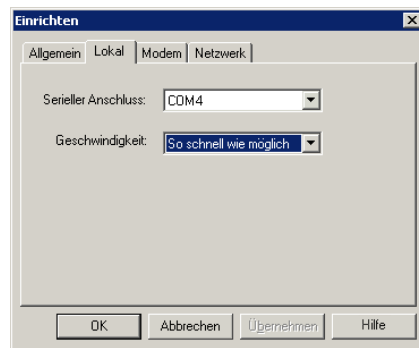 Einrichten
Allgemein Lokal Modem Netzwerk
Serieller Anschluss: COM4
Geschwindigkeit: So schnell wie möglich
OK Abbrechen Übernehmen Hilfe